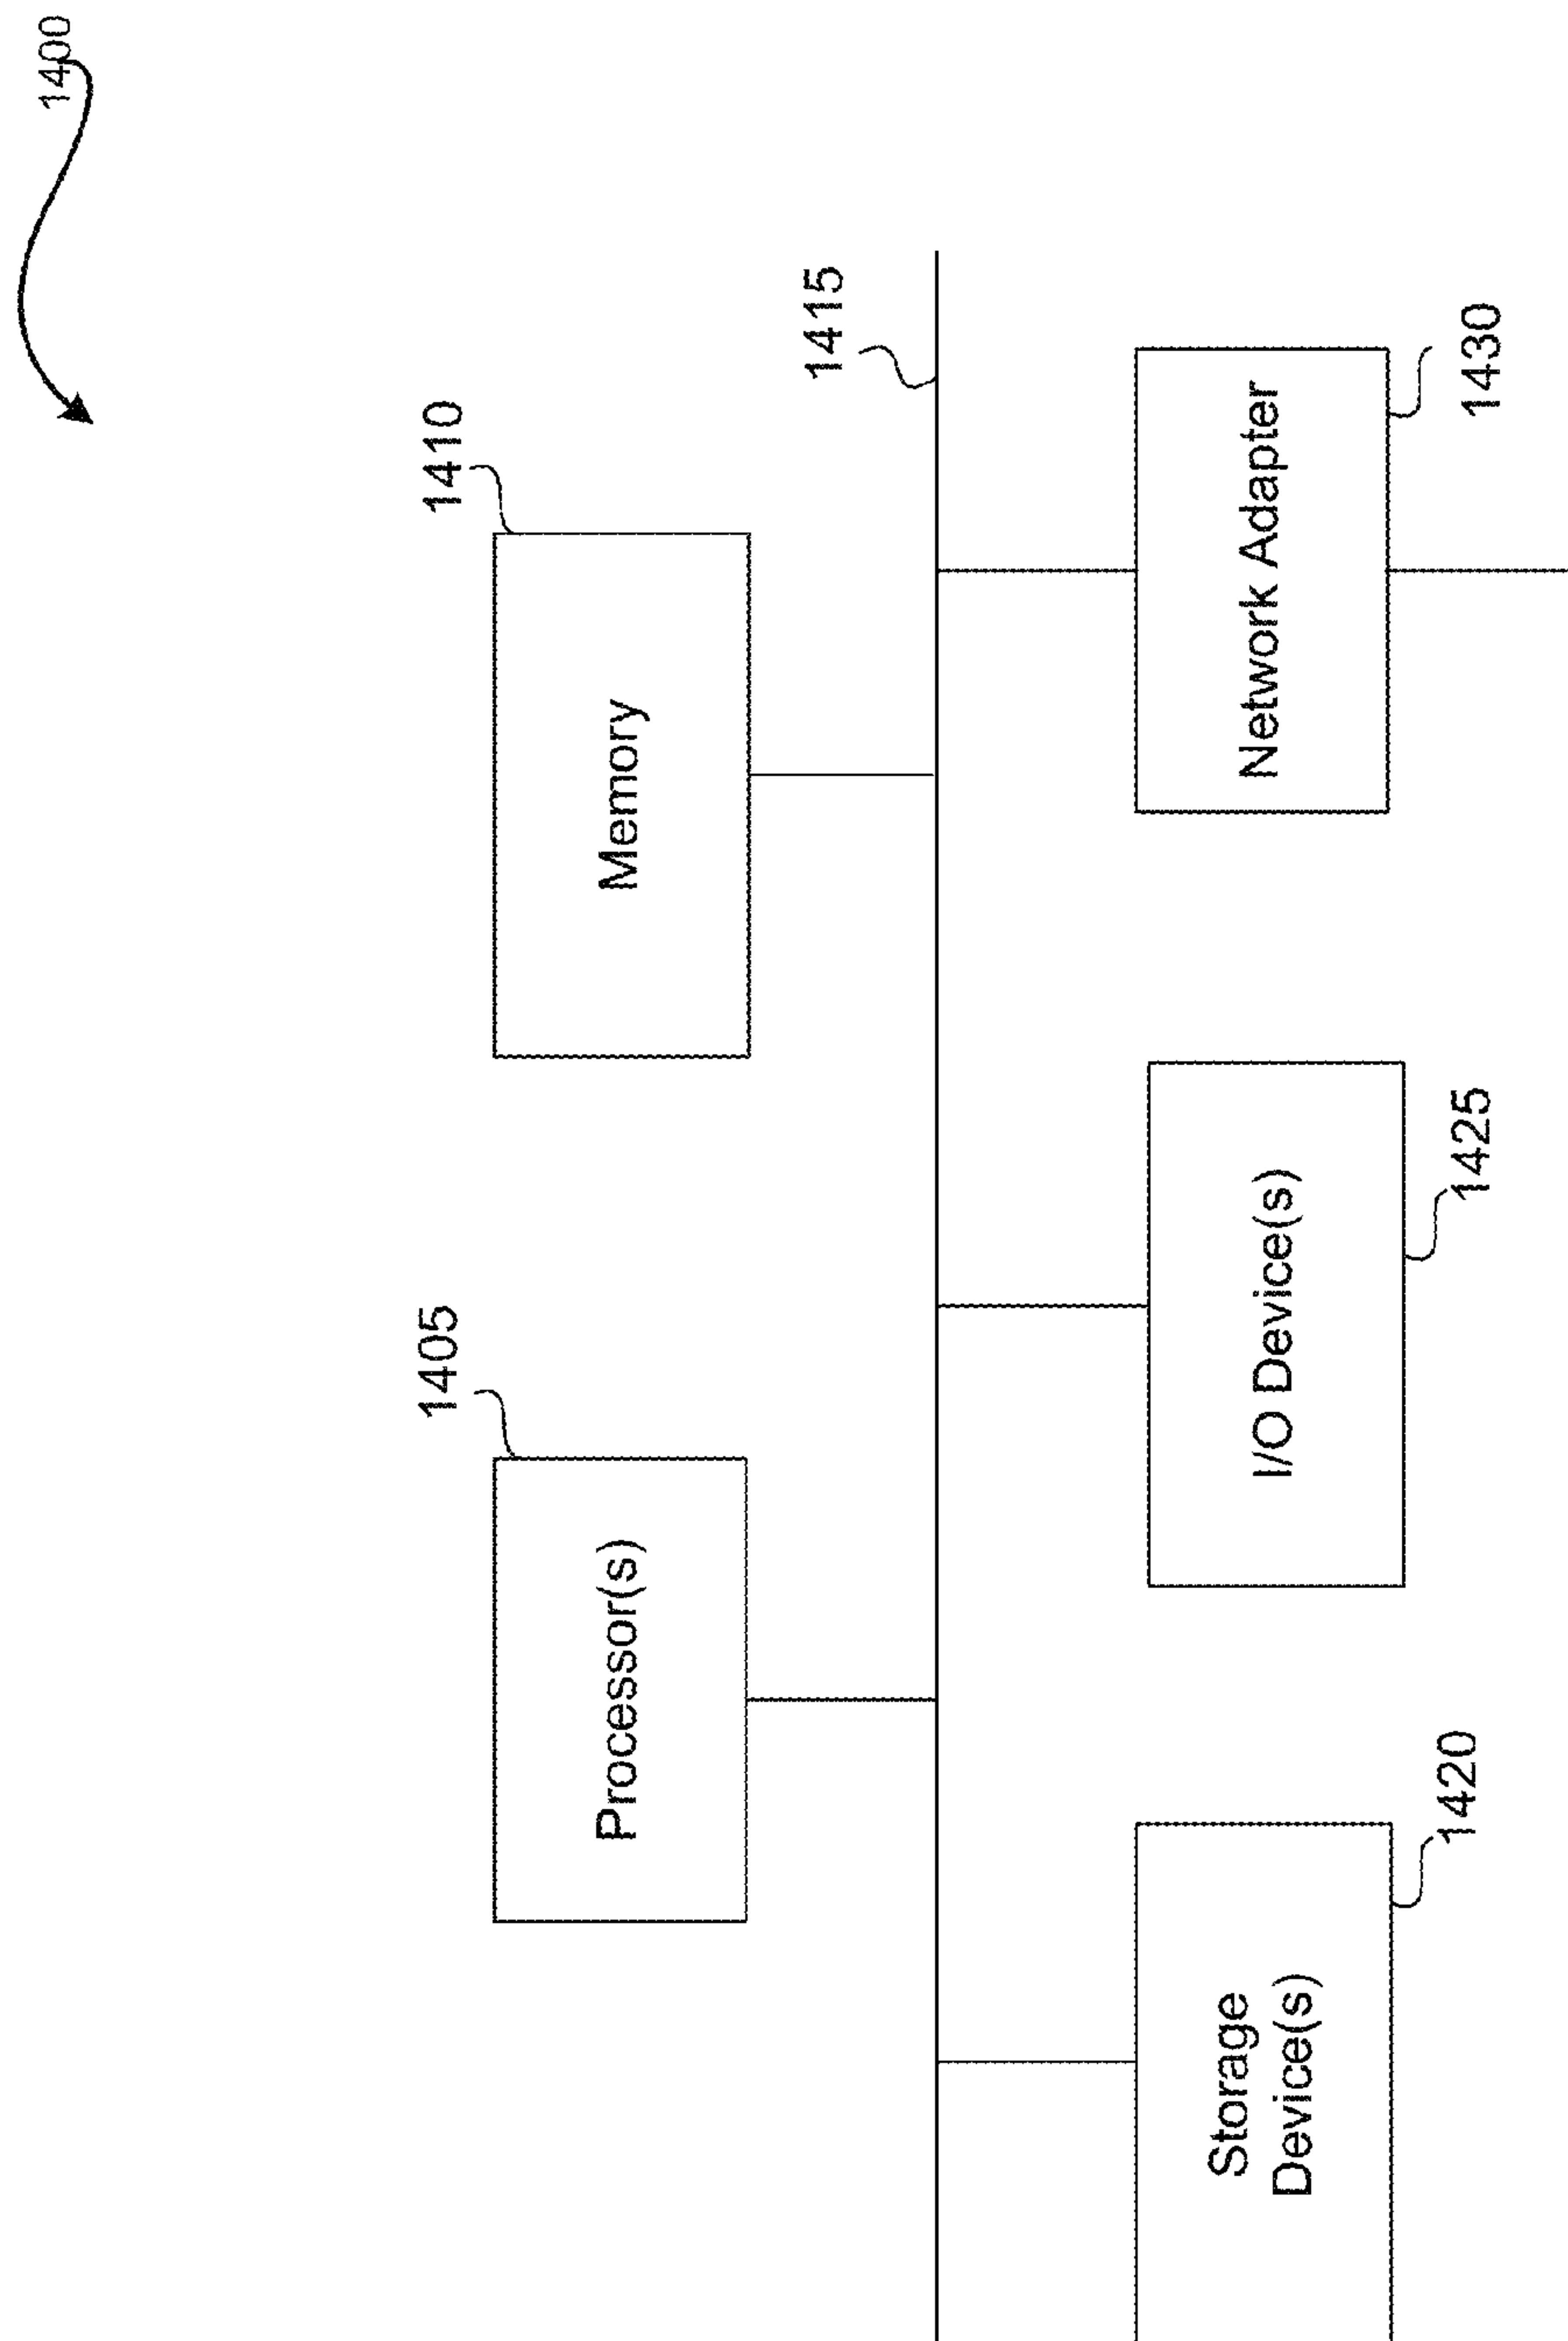 1400
1405
1410
Processor(s)
Memory
1415
Storage
Device(s)
I/O Device(s)
Network Adapter
1420
1425
1430